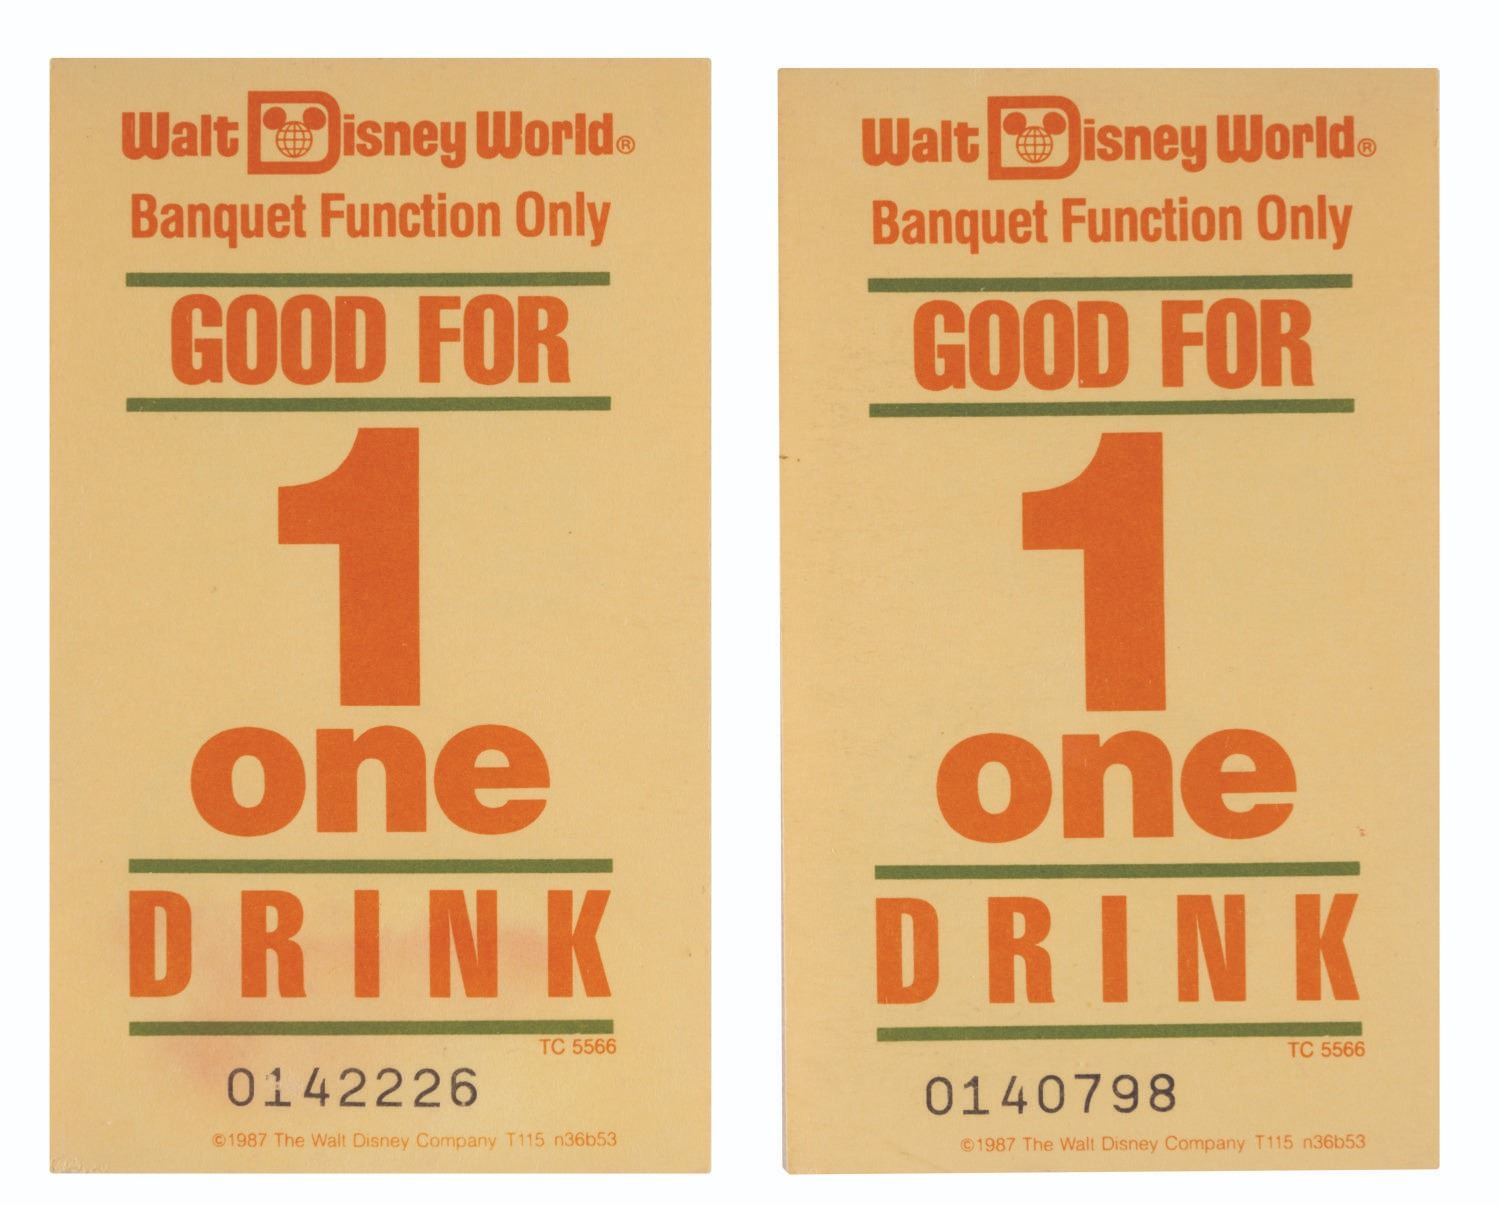 Walt Disney World®
Banquet Function Only
GOOD FOR
1
one
DRINK
TC 5566
0142226
©1987 The Walt Disney Company T115 n36b53
Walt Disney World®
Banquet Function Only
GOOD FOR
1
one
DRINK
TC 5566
0140798
©1987 The Walt Disney Company T115 n36b53